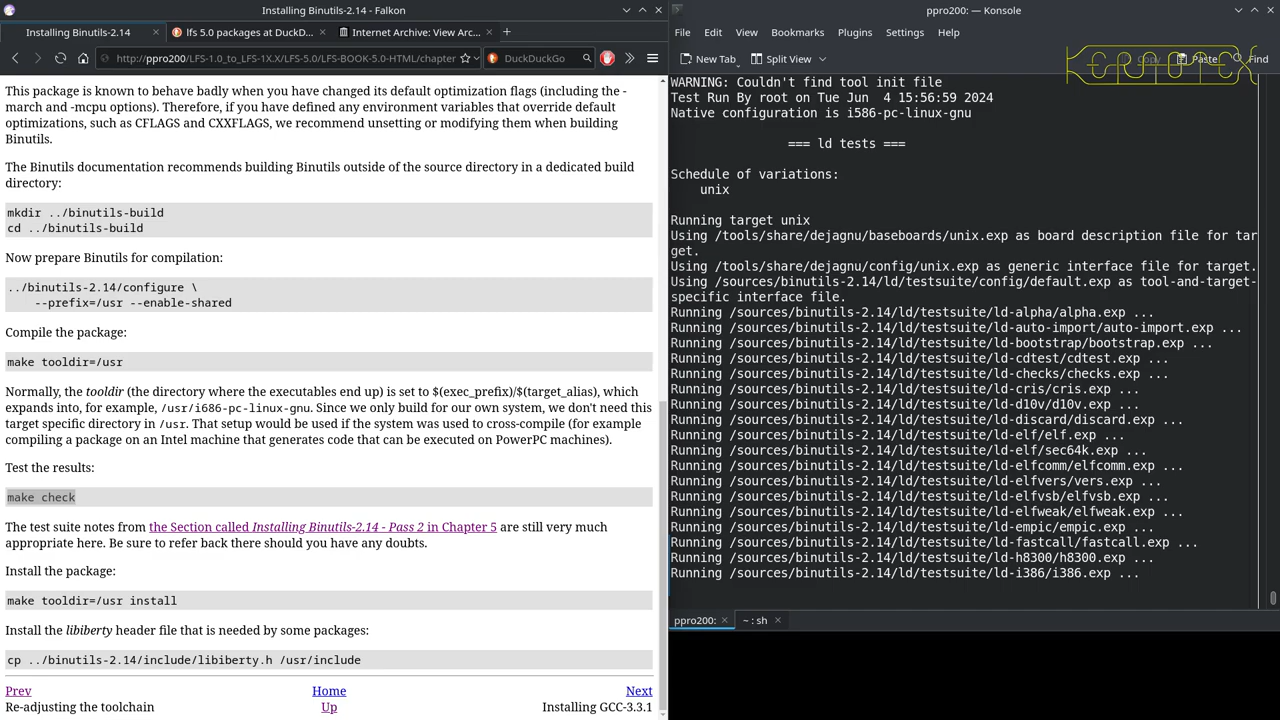 Installing Binutils-2.14 - Falkon
Installing Binutils-2.14
lfs 5.0 packages at DuckD...
Internet Archive: View Arc...
http://ppro200/LFS-1.0_to_LFS-1X.X/LFS-5.0/LFS-BOOK-5.0-HTML/chapter
DuckDuckGo
This package is known to behave badly when you have changed its default optimization flags (including the -
march and -mcpu options). Therefore, if you have defined any environment variables that override default
optimizations, such as CFLAGS and CXXFLAGS, we recommend unsetting or modifying them when building
Binutils.
The Binutils documentation recommends building Binutils outside of the source directory in a dedicated build
directory:
mkdir ../binutils-build
cd ../binutils-build
Now prepare Binutils for compilation:
../binutils-2.14/configure \
--prefix=/usr --enable-shared
Compile the package:
make tooldir=/usr
Normally, the tooldir (the directory where the executables end up) is set to $(exec_prefix)/$(target_alias), which
expands into, for example, /usr/i686-pc-linux-gnu. Since we only build for our own system, we don't need this
target specific directory in /usr. That setup would be used if the system was used to cross-compile (for example
compiling a package on an Intel machine that generates code that can be executed on PowerPC machines).
Test the results:
make check
The test suite notes from the Section called Installing Binutils-2.14 - Pass 2 in Chapter 5 are still very much
appropriate here. Be sure to refer back there should you have any doubts.
Install the package:
make tooldir=/usr install
Install the libiberty header file that is needed by some packages:
cp ../binutils-2.14/include/libiberty.h /usr/include
Prev Home Next
Re-adjusting the toolchain Up Installing GCC-3.3.1
ppro200: — Konsole
File Edit View Bookmarks Plugins Settings Help
New Tab Split View Copy Paste Find
WARNING: Couldn't find tool init file
Test Run By root on Tue Jun  4 15:56:59 2024
Native configuration is i586-pc-linux-gnu
=== ld tests ===
Schedule of variations:
unix
Running target unix
Using /tools/share/dejagnu/baseboards/unix.exp as board description file for tar
get.
Using /tools/share/dejagnu/config/unix.exp as generic interface file for target.
Using /sources/binutils-2.14/ld/testsuite/config/default.exp as tool-and-target-
specific interface file.
Running /sources/binutils-2.14/ld/testsuite/ld-alpha/alpha.exp ...
Running /sources/binutils-2.14/ld/testsuite/ld-auto-import/auto-import.exp ...
Running /sources/binutils-2.14/ld/testsuite/ld-bootstrap/bootstrap.exp ...
Running /sources/binutils-2.14/ld/testsuite/ld-cdtest/cdtest.exp ...
Running /sources/binutils-2.14/ld/testsuite/ld-checks/checks.exp ...
Running /sources/binutils-2.14/ld/testsuite/ld-cris/cris.exp ...
Running /sources/binutils-2.14/ld/testsuite/ld-d10v/d10v.exp ...
Running /sources/binutils-2.14/ld/testsuite/ld-discard/discard.exp ...
Running /sources/binutils-2.14/ld/testsuite/ld-elf/elf.exp ...
Running /sources/binutils-2.14/ld/testsuite/ld-elf/sec64k.exp ...
Running /sources/binutils-2.14/ld/testsuite/ld-elfcomm/elfcomm.exp ...
Running /sources/binutils-2.14/ld/testsuite/ld-elfvers/vers.exp ...
Running /sources/binutils-2.14/ld/testsuite/ld-elfvsb/elfvsb.exp ...
Running /sources/binutils-2.14/ld/testsuite/ld-elfweak/elfweak.exp ...
Running /sources/binutils-2.14/ld/testsuite/ld-empic/empic.exp ...
Running /sources/binutils-2.14/ld/testsuite/ld-fastcall/fastcall.exp ...
Running /sources/binutils-2.14/ld/testsuite/ld-h8300/h8300.exp ...
Running /sources/binutils-2.14/ld/testsuite/ld-i386/i386.exp ...
ppro200: ~ : sh